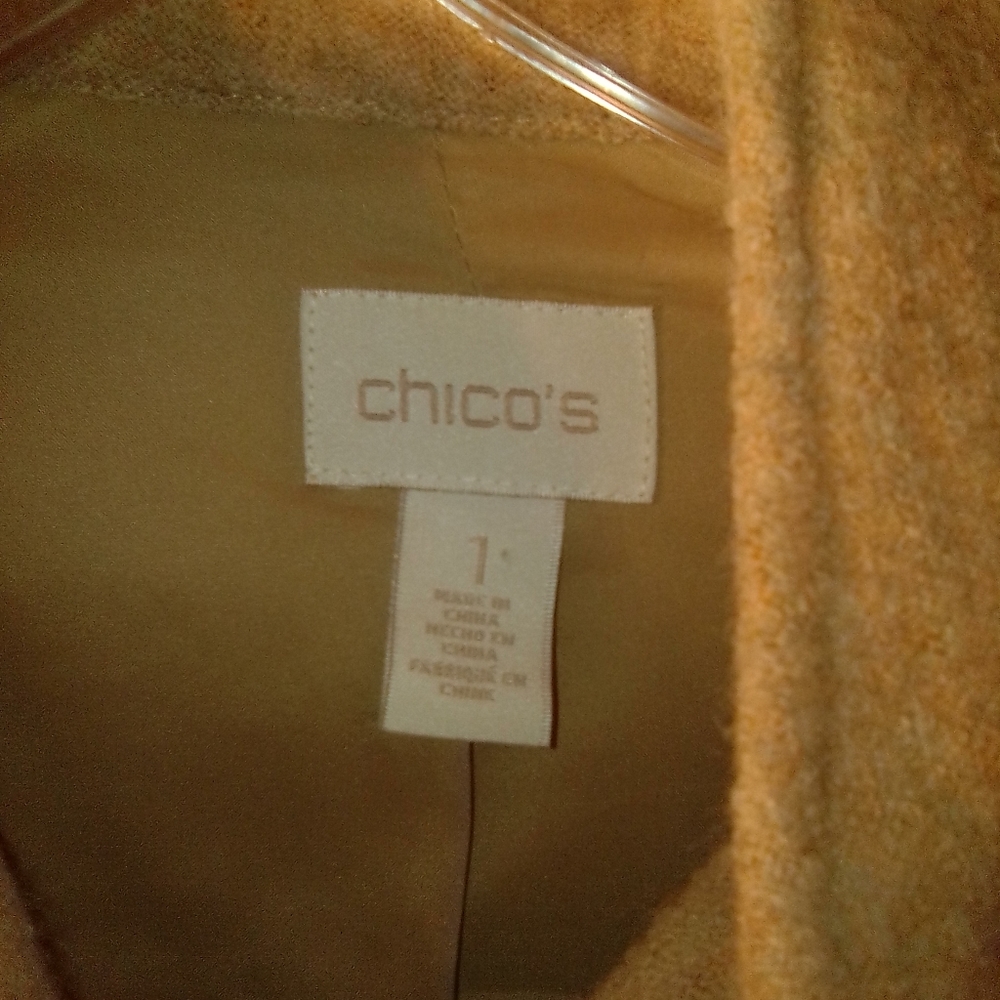 chico's
1
MADE IN
CHINA
HECHO EN
CHINA
FABRIQUÉ EN
CHINE